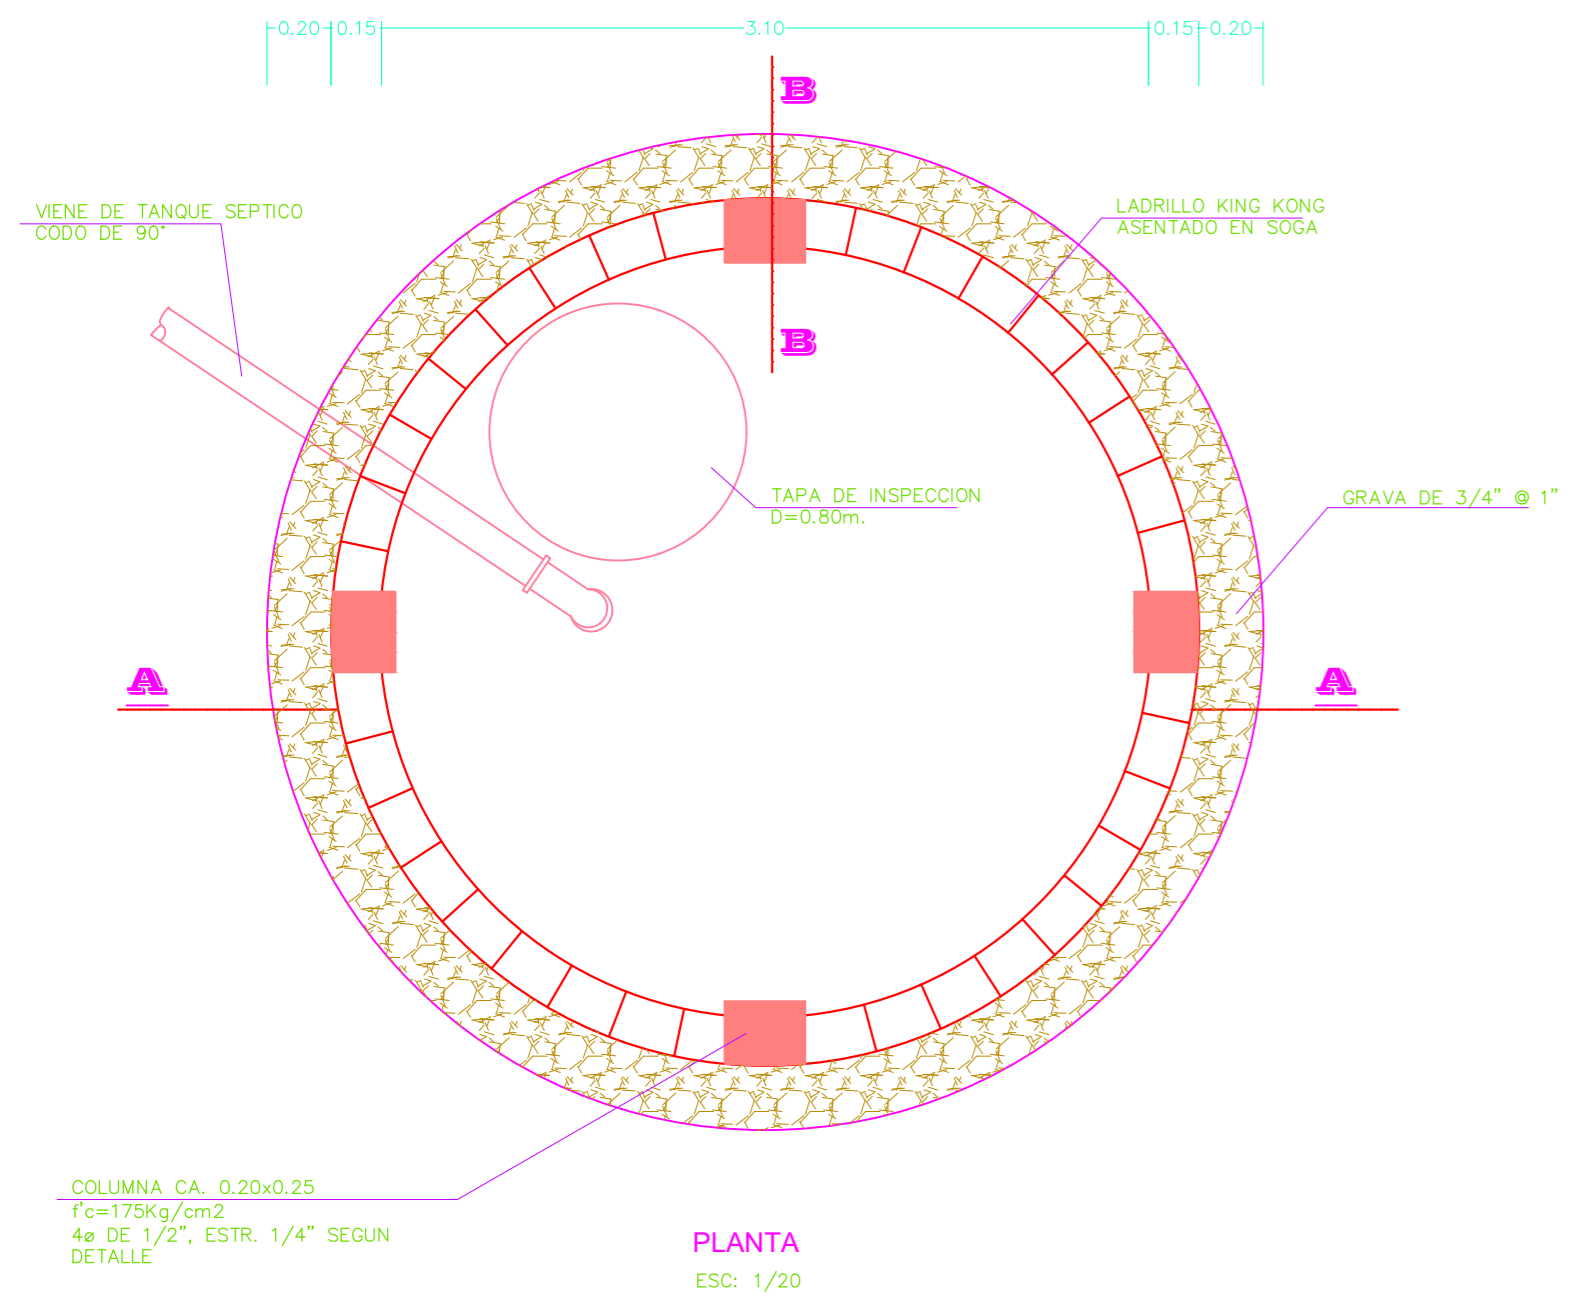 0.20 0.15 3.10 0.15 0.20
B
VIENE DE TANQUE SEPTICO
CODO DE 90°
LADRILLO KING KONG
ASENTADO EN SOGA
B
TAPA DE INSPECCION
D=0.80m.
GRAVA DE 3/4" @ 1"
A
A
COLUMNA CA. 0.20x0.25
f'c=175Kg/cm2
4ø DE 1/2", ESTR. 1/4" SEGUN
DETALLE
PLANTA
ESC: 1/20